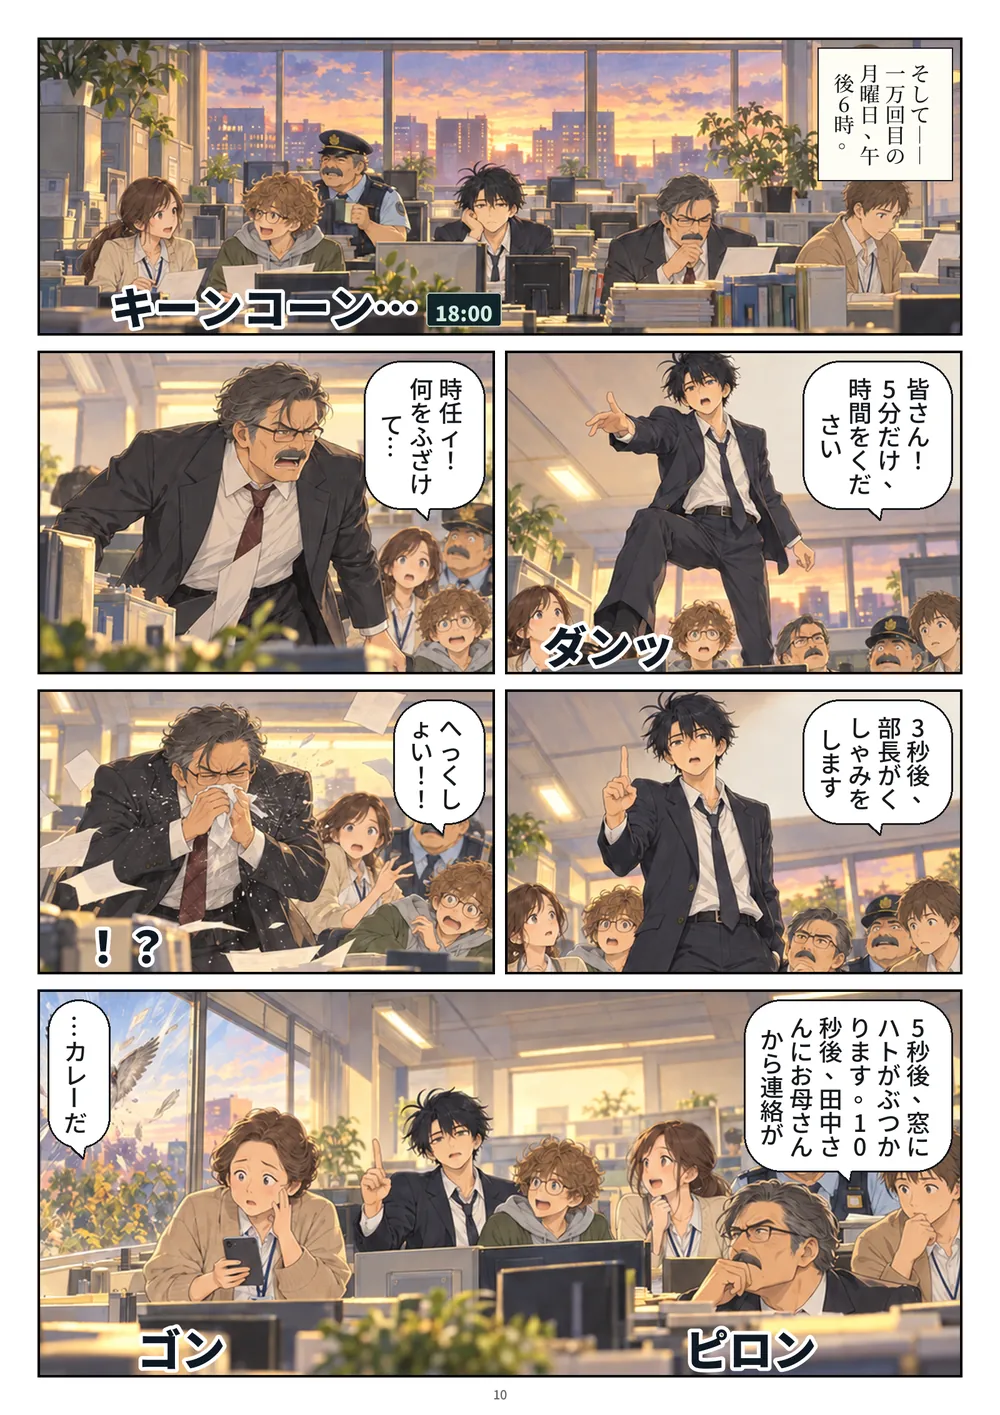 そして――
一万回目の
月曜日、午
後6時。
キーンコーン…
18:00
皆さん！
5分だけ、
時間をくだ
さい
ダンッ
時任ィ！
何をふざけ
て…
3秒後、
部長がく
しゃみを
します
へっくし
ょい！！
！？
5秒後、窓に
ハトがぶつか
ります。10
秒後、田中さ
んにお母さん
から連絡が
…カレーだ
ゴン
ピロン
10